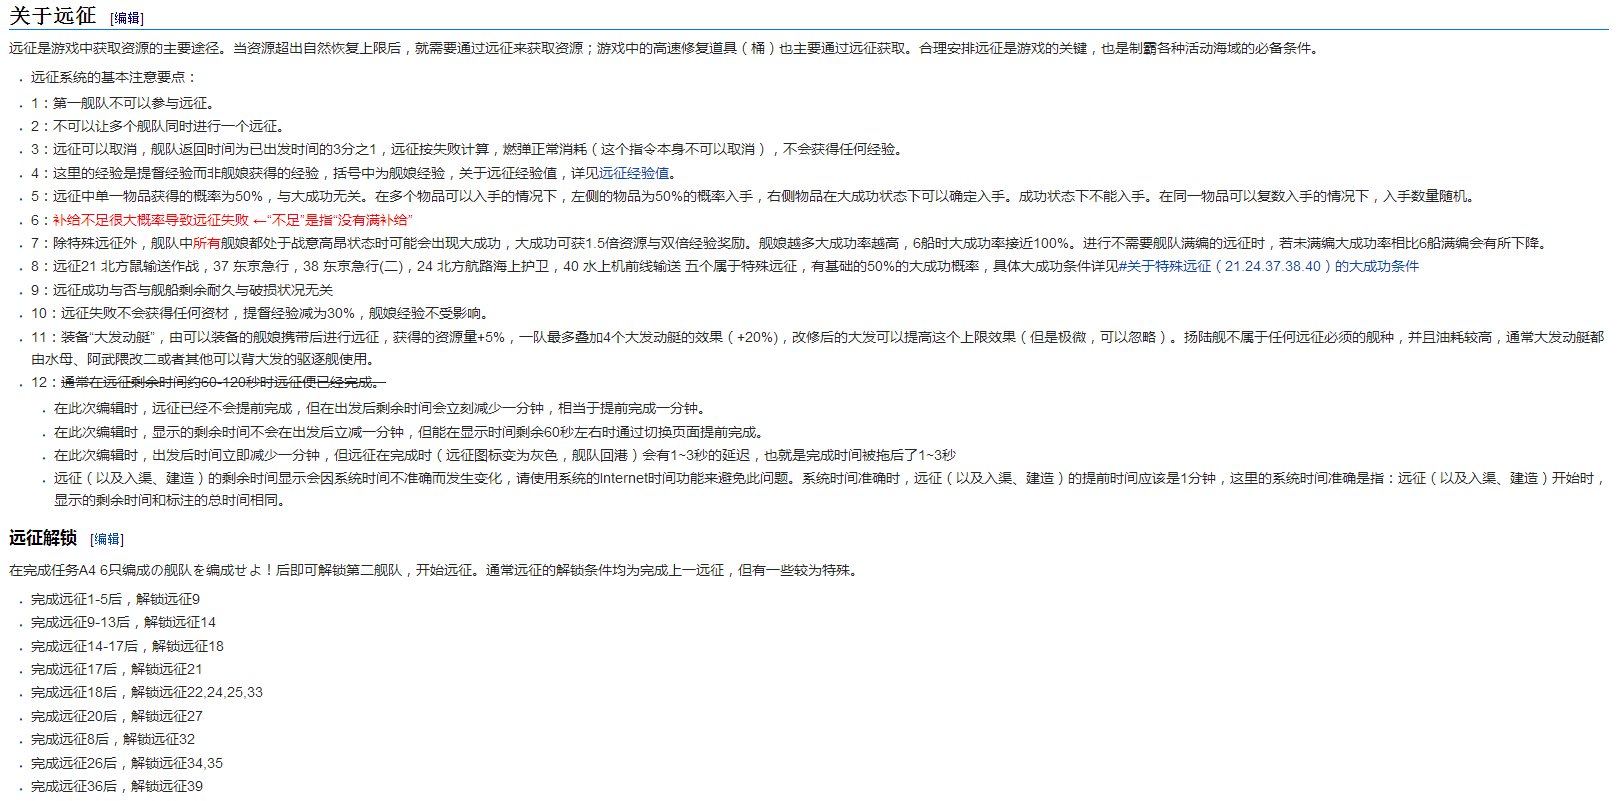 关于远征 [编辑]
远征是游戏中获取资源的主要途径。当资源超出自然恢复上限后，就需要通过远征来获取资源；游戏中的高速修复道具（桶）也主要通过远征获取。合理安排远征是游戏的关键，也是制霸各种活动海域的必备条件。
远征系统的基本注意要点：
1：第一舰队不可以参与远征。
2：不可以让多个舰队同时进行一个远征。
3：远征可以取消，舰队返回时间为已出发时间的3分之1，远征按失败计算，燃弹正常消耗（这个指令本身不可以取消），不会获得任何经验。
4：这里的经验是提督经验而非舰娘获得的经验，括号中为舰娘经验，关于远征经验值，详见远征经验值。
5：远征中单一物品获得的概率为50%，与大成功无关。在多个物品可以入手的情况下，左侧的物品为50%的概率入手，右侧物品在大成功状态下可以确定入手。成功状态下不能入手。在同一物品可以复数入手的情况下，入手数量随机。
6：补给不足很大概率导致远征失败 ←“不足”是指“没有满补给”
7：除特殊远征外，舰队中所有舰娘都处于战意高昂状态时可能会出现大成功，大成功可获1.5倍资源与双倍经验奖励。舰娘越多大成功率越高，6船时大成功率接近100%。进行不需要舰队满编的远征时，若未满编大成功率相比6船满编会有所下降。
8：远征21 北方鼠输送作战，37 东京急行，38 东京急行(二)，24 北方航路海上护卫，40 水上机前线输送 五个属于特殊远征，有基础的50%的大成功概率，具体大成功条件详见#关于特殊远征（21.24.37.38.40）的大成功条件
9：远征成功与否与舰船剩余耐久与破损状况无关
10：远征失败不会获得任何资材，提督经验减为30%，舰娘经验不受影响。
11：装备“大发动艇”，由可以装备的舰娘携带后进行远征，获得的资源量+5%，一队最多叠加4个大发动艇的效果（+20%)，改修后的大发可以提高这个上限效果（但是极微，可以忽略）。扬陆舰不属于任何远征必须的舰种，并且油耗较高，通常大发动艇都
由水母、阿武隈改二或者其他可以背大发的驱逐舰使用。
12：通常在远征剩余时间约60-120秒时远征便已经完成。
在此次编辑时，远征已经不会提前完成，但在出发后剩余时间会立刻减少一分钟，相当于提前完成一分钟。
在此次编辑时，显示的剩余时间不会在出发后立减一分钟，但能在显示时间剩余60秒左右时通过切换页面提前完成。
在此次编辑时，出发后时间立即减少一分钟，但远征在完成时（远征图标变为灰色，舰队回港）会有1~3秒的延迟，也就是完成时间被拖后了1~3秒
远征（以及入渠、建造）的剩余时间显示会因系统时间不准确而发生变化，请使用系统的Internet时间功能来避免此问题。系统时间准确时，远征（以及入渠、建造）的提前时间应该是1分钟，这里的系统时间准确是指：远征（以及入渠、建造）开始时，
显示的剩余时间和标注的总时间相同。
远征解锁 [编辑]
在完成任务A4 6只编成の舰队を编成せよ！后即可解锁第二舰队，开始远征。通常远征的解锁条件均为完成上一远征，但有一些较为特殊。
完成远征1-5后，解锁远征9
完成远征9-13后，解锁远征14
完成远征14-17后，解锁远征18
完成远征17后，解锁远征21
完成远征18后，解锁远征22,24,25,33
完成远征20后，解锁远征27
完成远征8后，解锁远征32
完成远征26后，解锁远征34,35
完成远征36后，解锁远征39